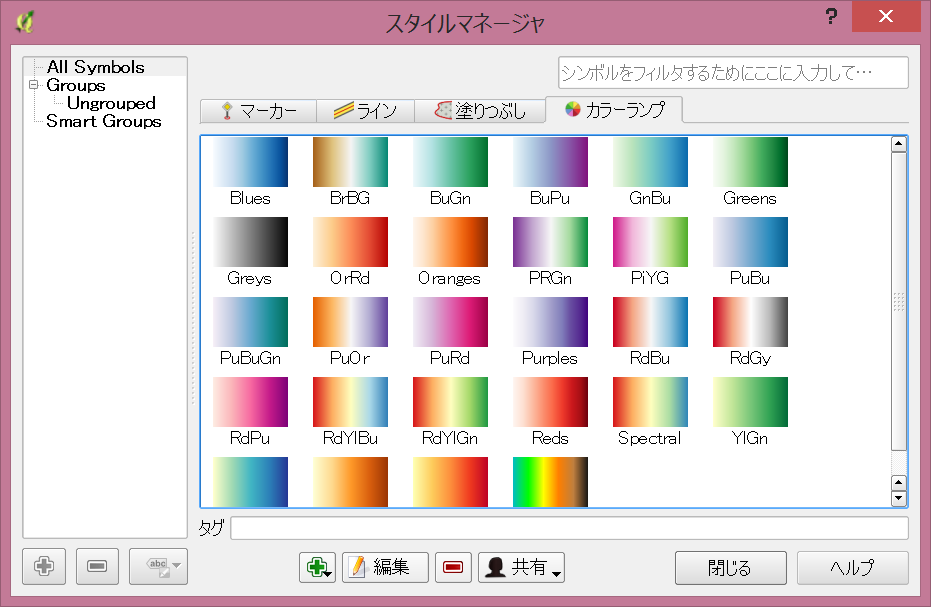 スタイルマネージャ
?
All Symbols
Groups
Ungrouped
Smart Groups
シンボルをフィルタするためにここに入力して…
マーカー ライン 塗りつぶし カラーランプ
Blues BrBG BuGn BuPu GnBu Greens
Greys OrRd Oranges PRGn PiYG PuBu
PuBuGn PuOr PuRd Purples RdBu RdGy
RdPu RdYlBu RdYlGn Reds Spectral YlGn
タグ
abc 編集 共有 閉じる ヘルプ